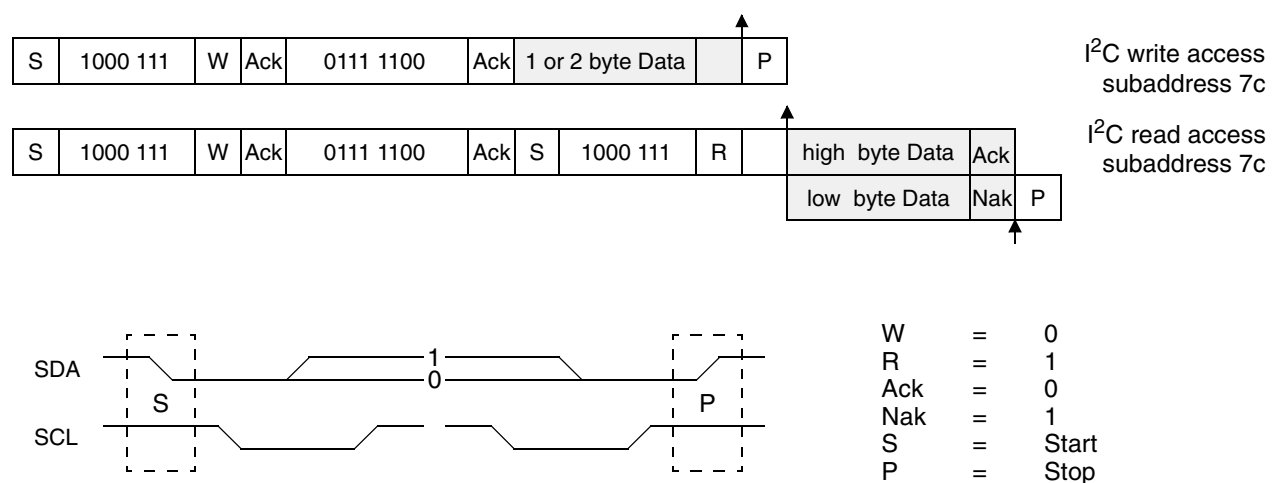 S 1000 111 W Ack 0111 1100 Ack 1 or 2 byte Data P
I²C write access
subaddress 7c
S 1000 111 W Ack 0111 1100 Ack S 1000 111 R high byte Data Ack
low byte Data Nak P
I²C read access
subaddress 7c
SDA
1
0
S
P
SCL
W = 0
R = 1
Ack = 0
Nak = 1
S = Start
P = Stop